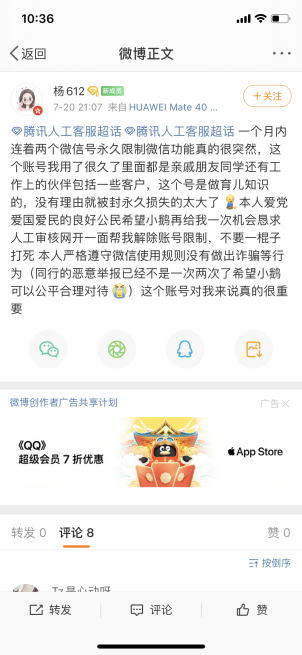 10:36
返回
微博正文
杨612
新成员
+关注
7-20 21:07 来自 HUAWEI Mate 40 ...
腾讯人工客服超话 腾讯人工客服超话 一个月内
连着两个微信号永久限制微信功能真的很突然，这
个账号我用了很久了里面都是亲戚朋友同学还有工
作上的伙伴包括一些客户，这个号是做育儿知识
的，没有理由就被封永久损失的太大了 本人爱党
爱国爱民的良好公民希望小鹅再给我一次机会恳求
人工审核网开一面帮我解除账号限制，不要一棍子
打死 本人严格遵守微信使用规则没有做出诈骗等行
为（同行的恶意举报已经不是一次两次了希望小鹅
可以公平合理对待 ）这个账号对我来说真的很重
要
微博创作者广告共享计划
广告
《QQ》
超级会员 7 折优惠
App Store
转发 0 评论 8 赞 0
按倒序
Tz是心动呀
转发 评论 赞